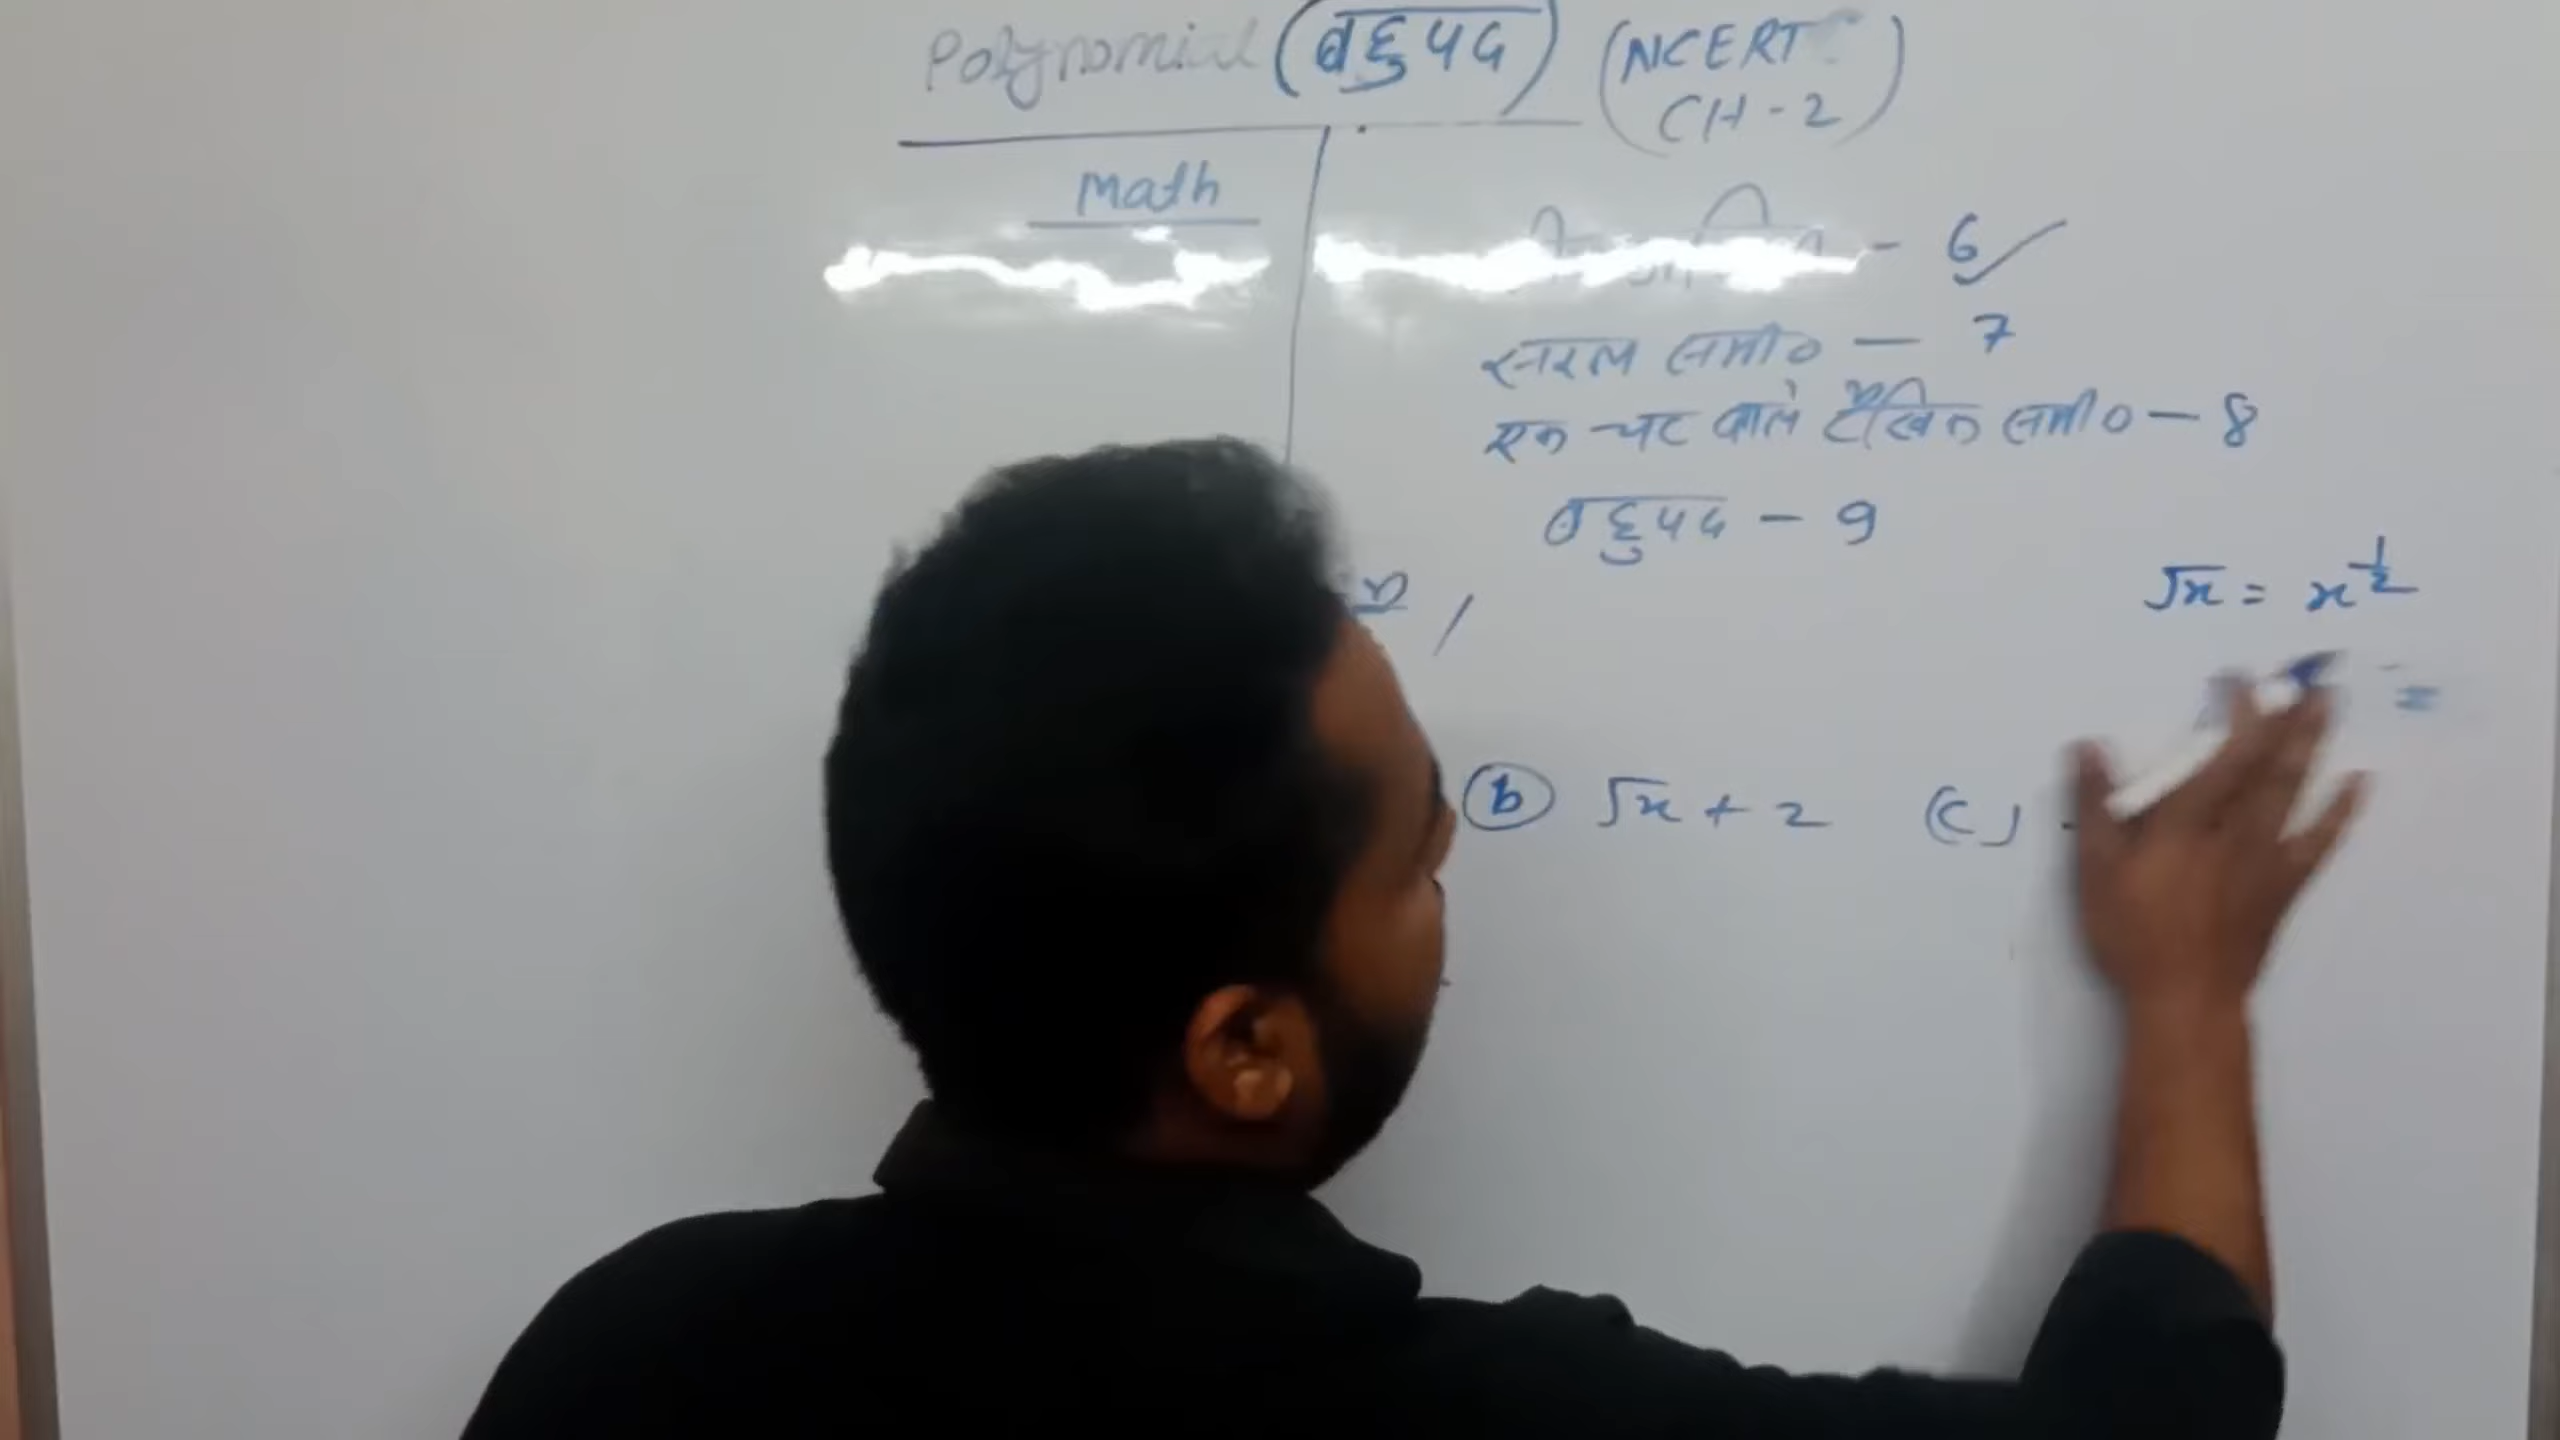 Polynomial (बहुपद) (NCERT
CH-2)
Math
- 6
सरल समी० — 7
एक चर वाले रैखिक समी० — 8
बहुपद - 9
√x = x^1/2
=
(b) √x + 2 (c)